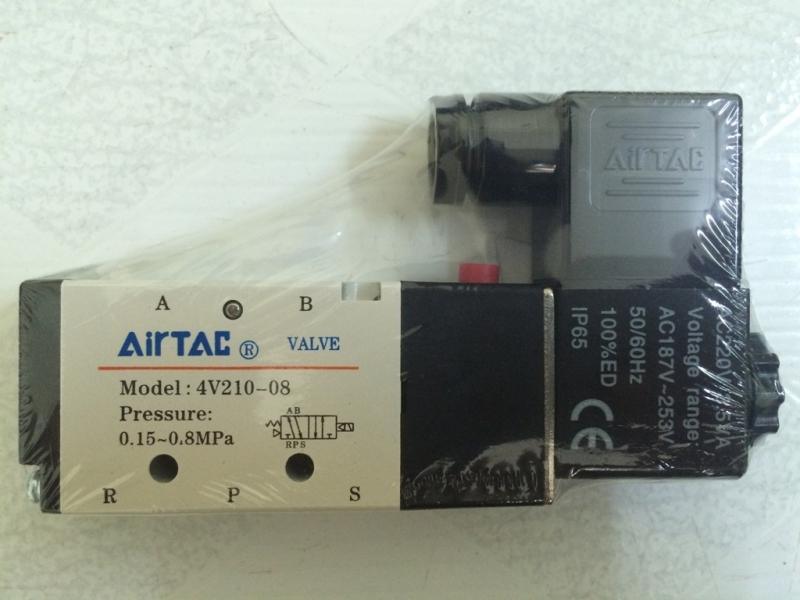 AirTAC
A B
AirTAC ® VALVE
Model: 4V210-08
Pressure:
0.15~0.8MPa
AB
RPS
R P S
Voltage range:
AC187V~253V
50/60Hz
100%ED
IP65
CE